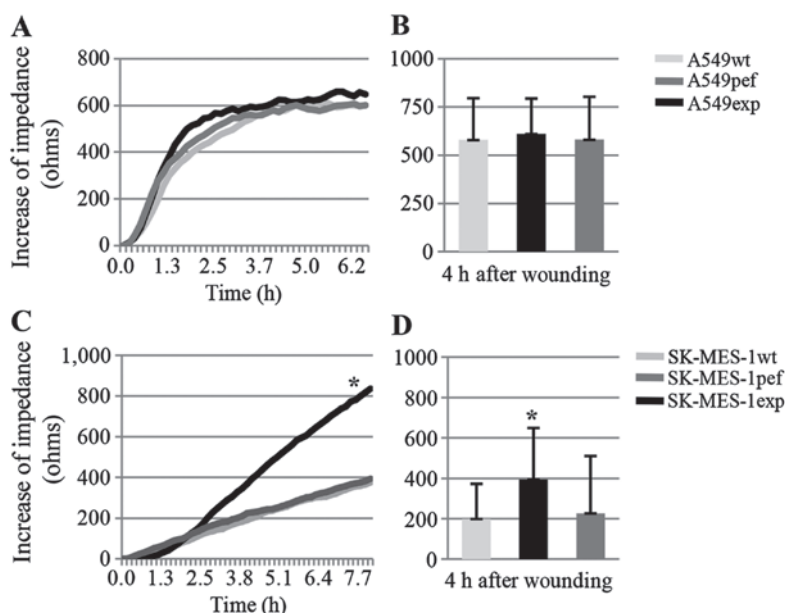 A
Increase of impedance
(ohms)
800
600
400
200
0
0.0 1.3 2.5 3.7 5.0 6.2
Time (h)
B
1000
750
500
250
0
4 h after wounding
A549wt
A549pef
A549exp
C
Increase of impedance
(ohms)
1,000
800
600
400
200
0
*
0.0 1.3 2.5 3.8 5.1 6.4 7.7
Time (h)
D
1000
800
600
400
200
0
*
4 h after wounding
SK-MES-1wt
SK-MES-1pef
SK-MES-1exp